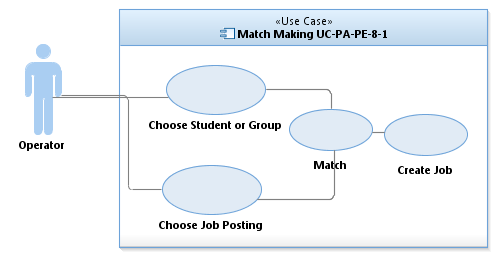 «Use Case»
Match Making UC-PA-PE-8-1
Choose Student or Group
Operator
Match
Create Job
Choose Job Posting